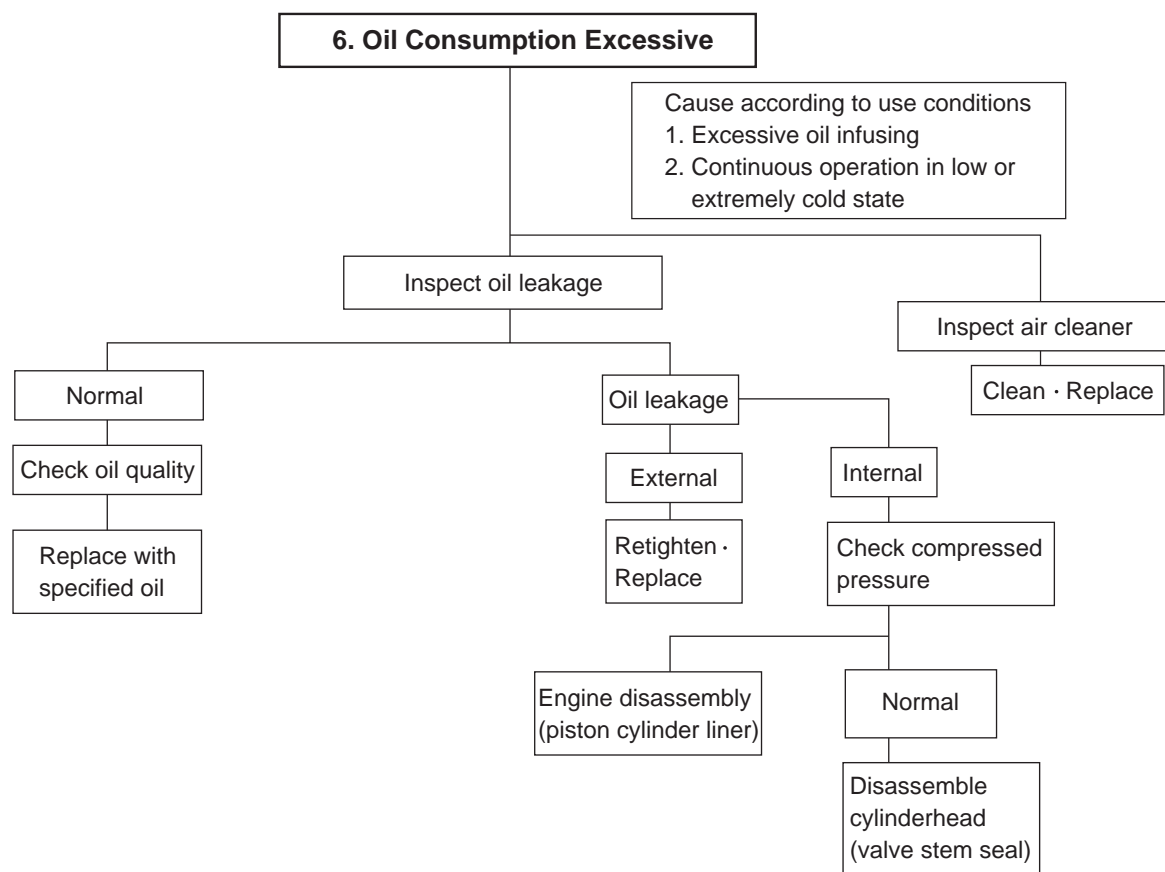 6. Oil Consumption Excessive
Cause according to use conditions
1. Excessive oil infusing
2. Continuous operation in low or
extremely cold state
Inspect oil leakage
Inspect air cleaner
Clean · Replace
Normal
Oil leakage
Check oil quality
External
Internal
Replace with
specified oil
Retighten ·
Replace
Check compressed
pressure
Engine disassembly
(piston cylinder liner)
Normal
Disassemble
cylinderhead
(valve stem seal)